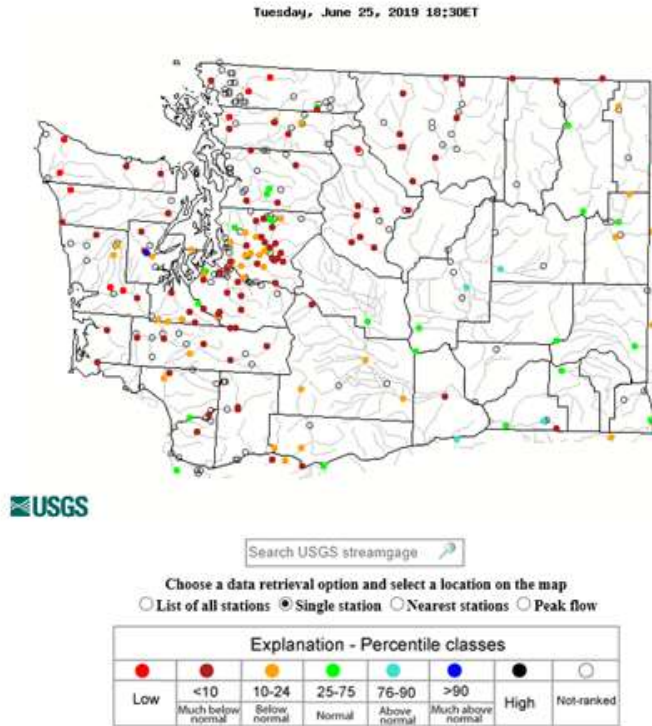 Tuesday, June 25, 2019 18:30ET
USGS
Search USGS streamgage
Choose a data retrieval option and select a location on the map
List of all stations Single station Nearest stations Peak flow
Explanation - Percentile classes
Low <10 10-24 25-75 76-90 >90 High Not-ranked
Much below normal Below normal Normal Above normal Much above normal